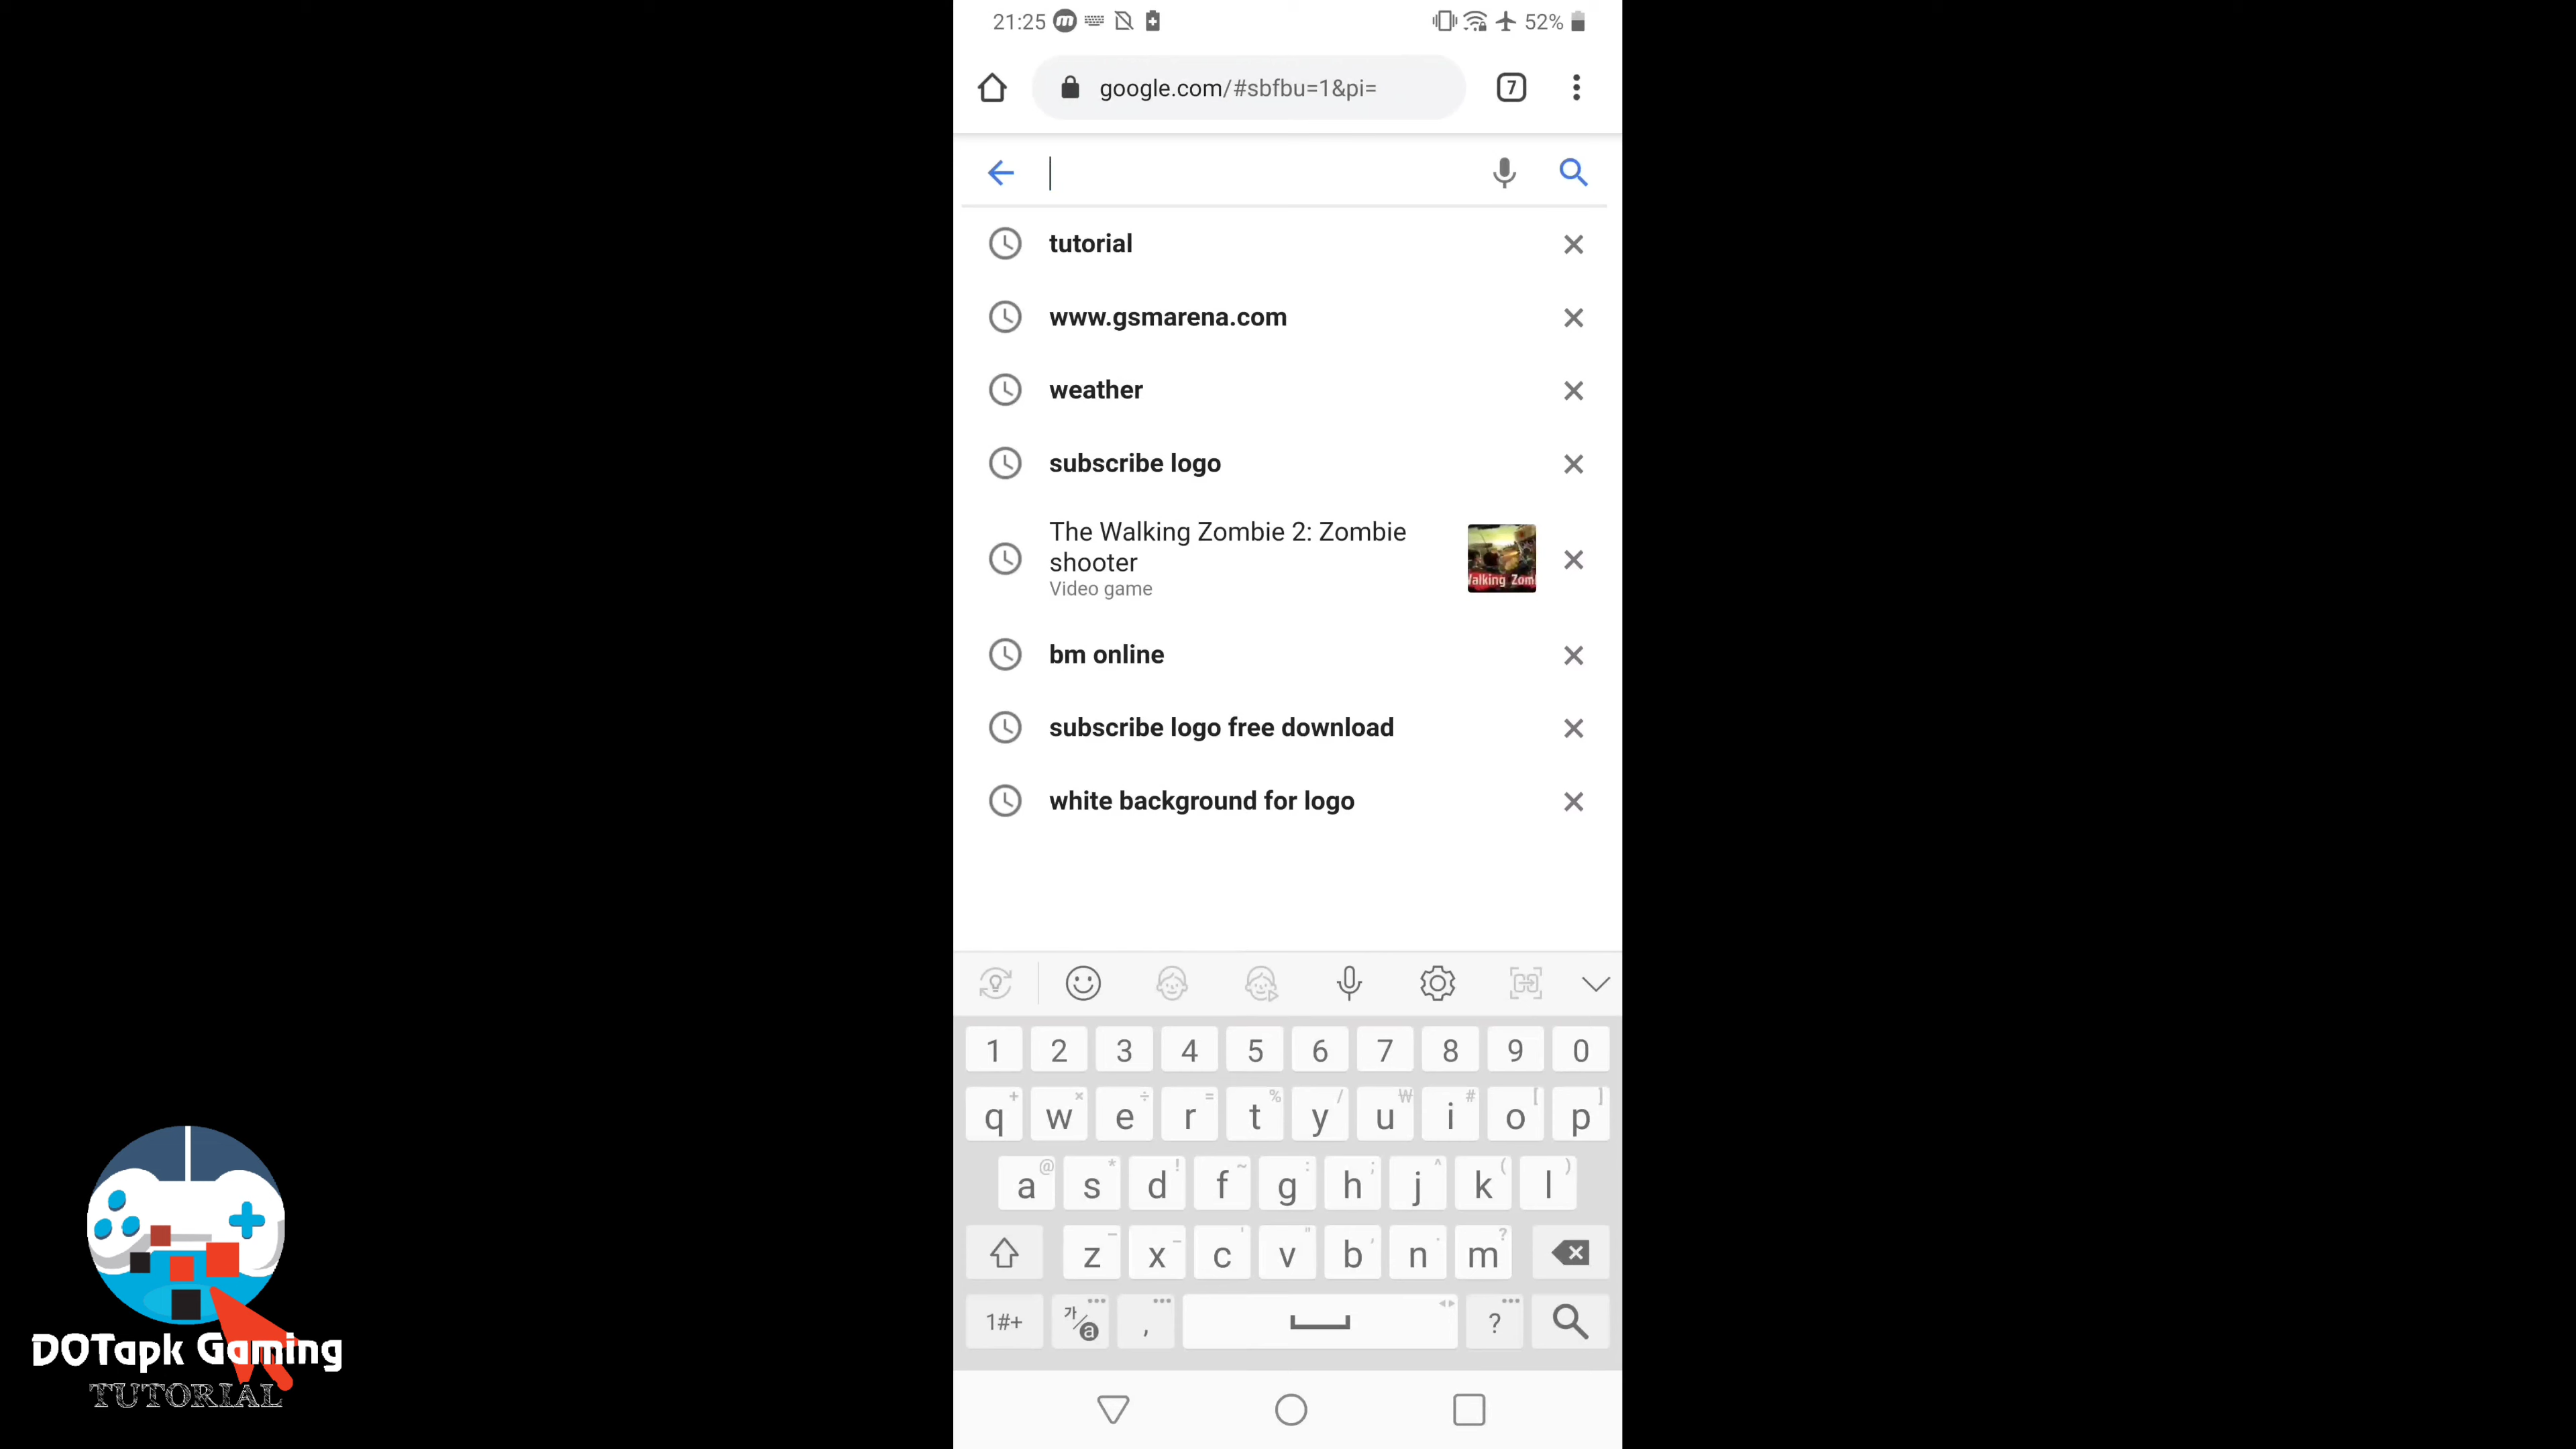 21:25 52%
google.com/#sbfbu=1&pi= 7
tutorial
www.gsmarena.com
weather
subscribe logo
The Walking Zombie 2: Zombie
shooter
Video game
Walking Zom
bm online
subscribe logo free download
white background for logo
1 2 3 4 5 6 7 8 9 0
+ × ÷ = % / ₩ # [ ]
q w e r t y u i o p
@ * ! ~ : ; ^ ( )
a s d f g h j k l
z x c v b n m
1#+ 가/a , ?
DOTapk Gaming
TUTORIAL